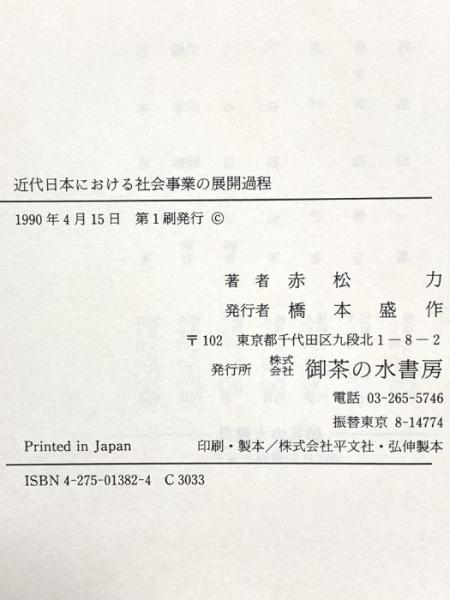 近代日本における社会事業の展開過程
1990年4月15日 第1刷発行 ©
著者 赤松 力
発行者 橋本盛作
〒102 東京都千代田区九段北1-8-2
発行所 株式会社 御茶の水書房
電話 03-265-5746
振替東京 8-14774
Printed in Japan 印刷・製本/株式会社平文社・弘伸製本
ISBN 4-275-01382-4 C 3033